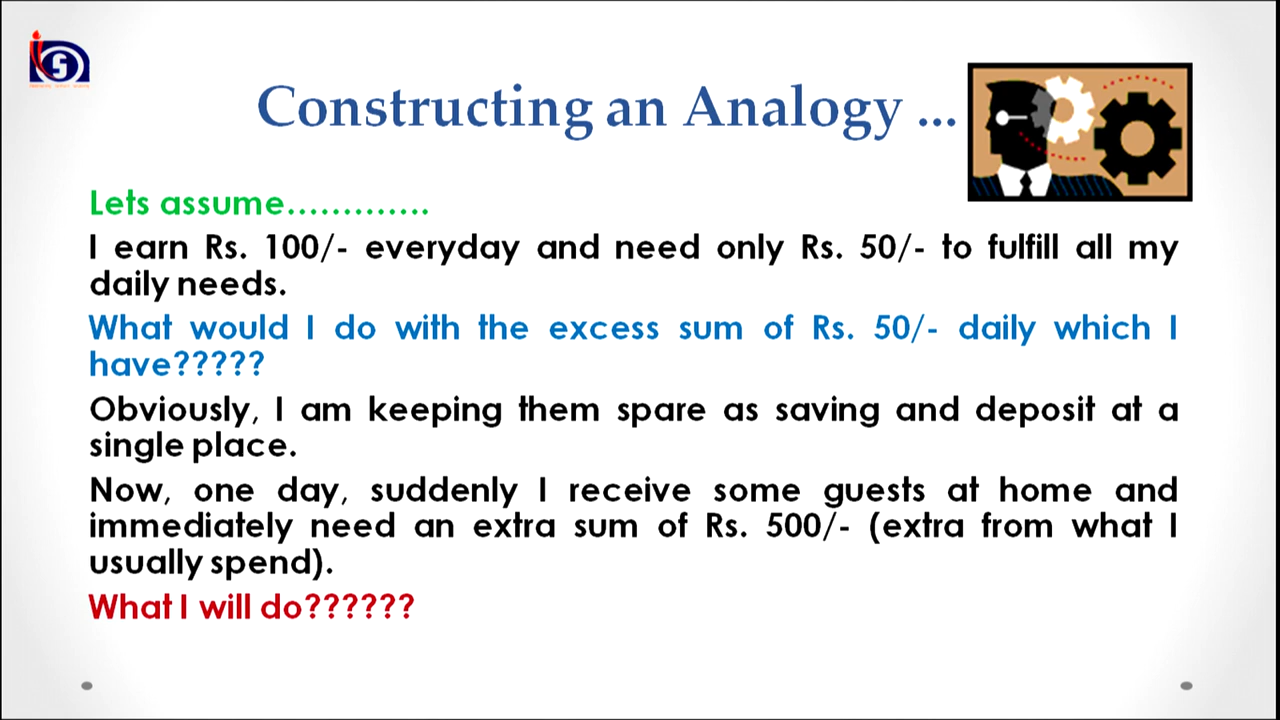 Constructing an Analogy ...
Lets assume.............
I earn Rs. 100/- everyday and need only Rs. 50/- to fulfill all my
daily needs.
What would I do with the excess sum of Rs. 50/- daily which I
have?????
Obviously, I am keeping them spare as saving and deposit at a
single place.
Now, one day, suddenly I receive some guests at home and
immediately need an extra sum of Rs. 500/- (extra from what I
usually spend).
What I will do??????